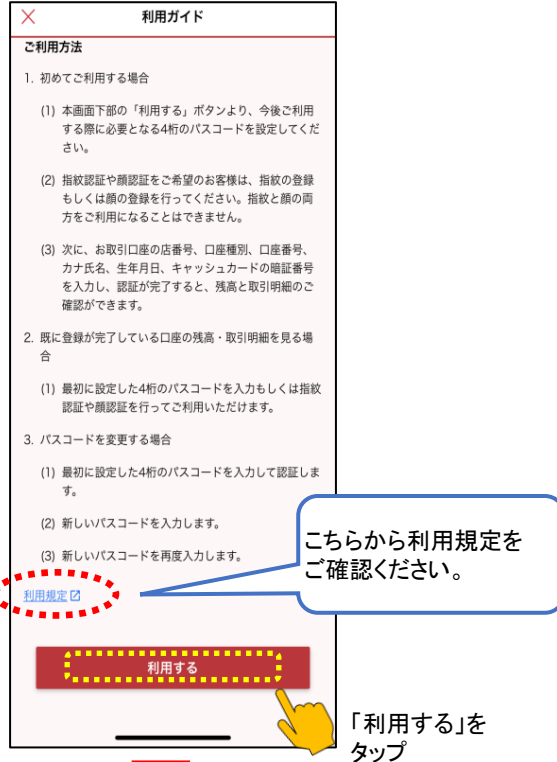 利用ガイド
ご利用方法
1. 初めてご利用する場合
(1) 本画面下部の「利用する」ボタンより、今後ご利用
する際に必要となる4桁のパスコードを設定してくだ
さい。
(2) 指紋認証や顔認証をご希望のお客様は、指紋の登録
もしくは顔の登録を行ってください。指紋と顔の両
方をご利用になることはできません。
(3) 次に、お取引口座の店番号、口座種別、口座番号、
カナ氏名、生年月日、キャッシュカードの暗証番号
を入力し、認証が完了すると、残高と取引明細のご
確認ができます。
2. 既に登録が完了している口座の残高・取引明細を見る場
合
(1) 最初に設定した4桁のパスコードを入力もしくは指紋
認証や顔認証を行ってご利用いただけます。
3. パスコードを変更する場合
(1) 最初に設定した4桁のパスコードを入力して認証しま
す。
(2) 新しいパスコードを入力します。
(3) 新しいパスコードを再度入力します。
利用規定
こちらから利用規定を
ご確認ください。
利用する
「利用する」を
タップ